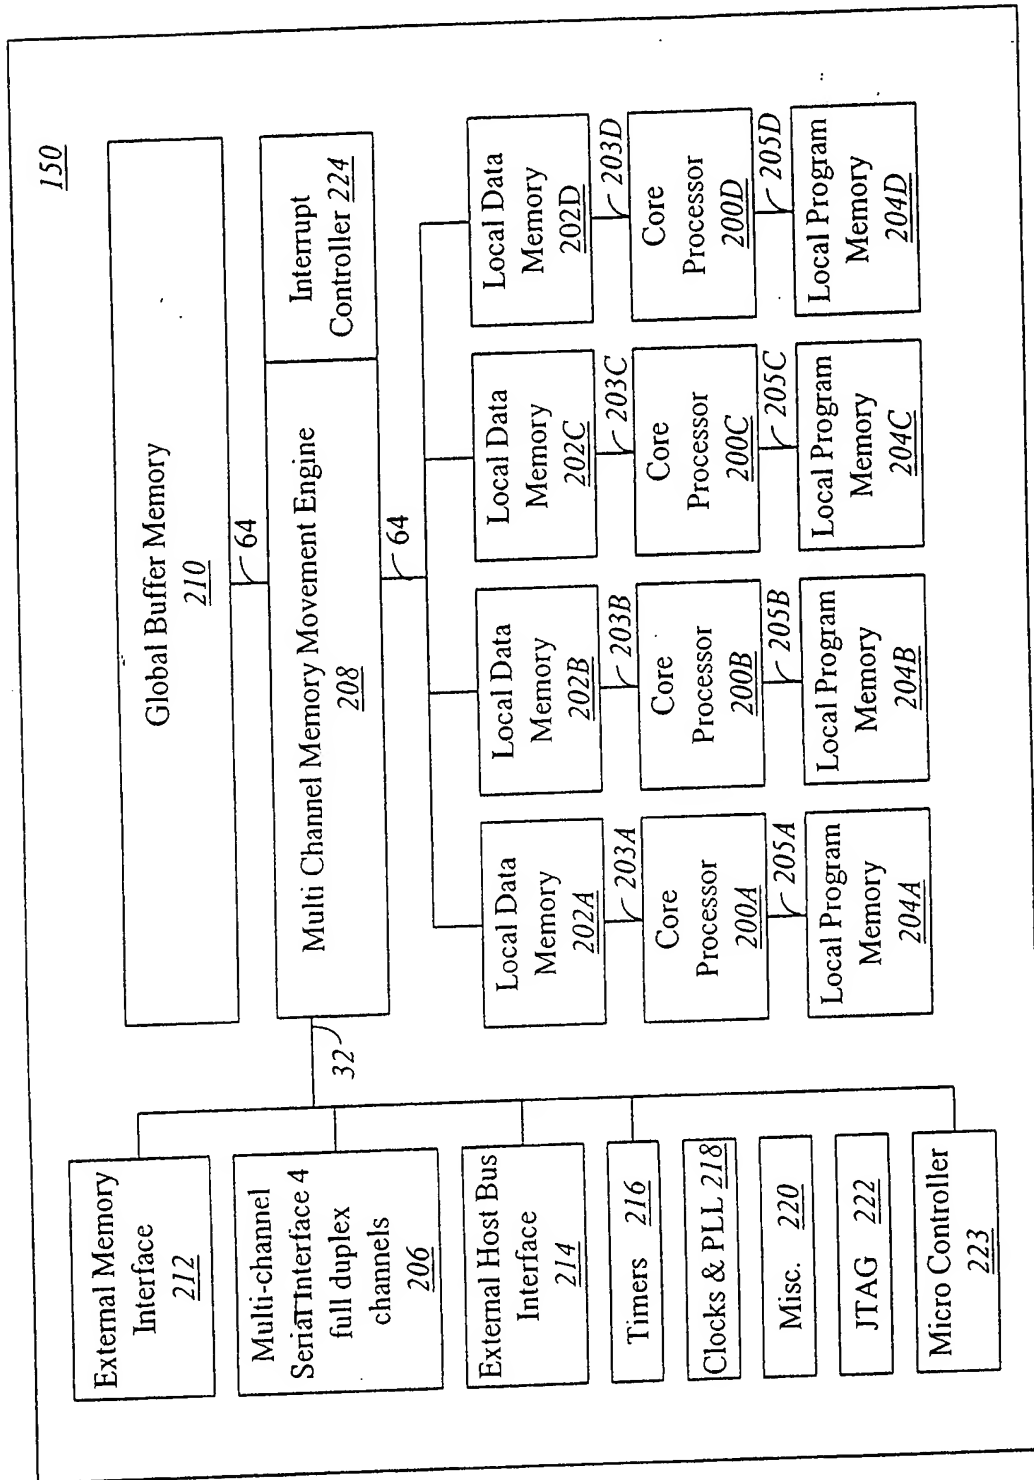 150
External Memory
Interface
212
Multi-channel
Serial Interface 4
full duplex
channels
206
External Host Bus
Interface
214
Timers 216
Clocks & PLL 218
Misc. 220
JTAG 222
Micro Controller
223
32
Global Buffer Memory
210
64
Multi Channel Memory Movement Engine
208
Interrupt
Controller 224
64
Local Data
Memory
202A
203A
Core
Processor
200A
205A
Local Program
Memory
204A
Local Data
Memory
202B
203B
Core
Processor
200B
205B
Local Program
Memory
204B
Local Data
Memory
202C
203C
Core
Processor
200C
205C
Local Program
Memory
204C
Local Data
Memory
202D
203D
Core
Processor
200D
205D
Local Program
Memory
204D